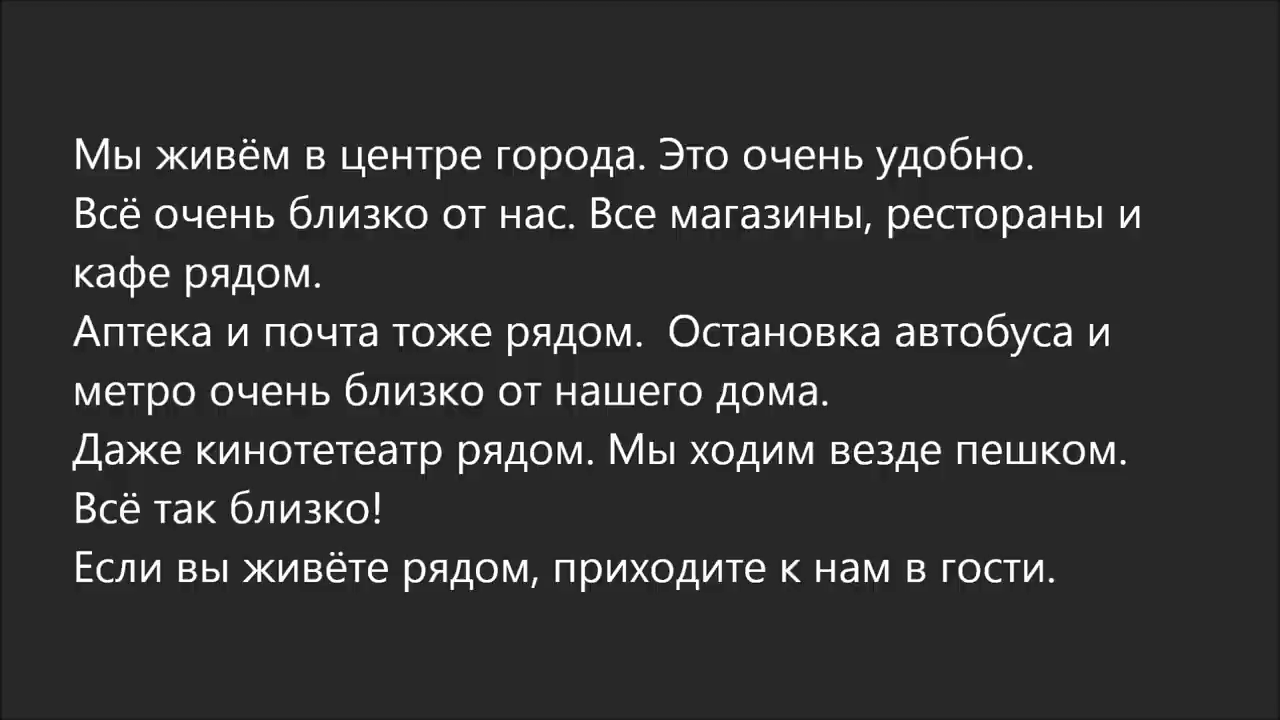 Мы живём в центре города. Это очень удобно.
Всё очень близко от нас. Все магазины, рестораны и
кафе рядом.
Аптека и почта тоже рядом.  Остановка автобуса и
метро очень близко от нашего дома.
Даже кинотетеатр рядом. Мы ходим везде пешком.
Всё так близко!
Если вы живёте рядом, приходите к нам в гости.